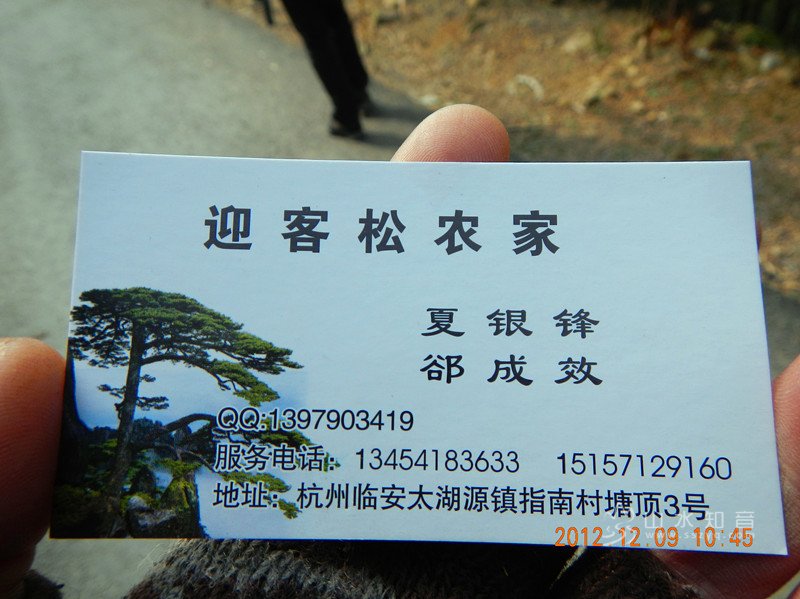 迎客松农家
夏银锋
郤成效
QQ:1397903419
服务电话：13454183633 15157129160
地址：杭州临安太湖源镇指南村塘顶3号
山水知音
2012.12.09 10:45